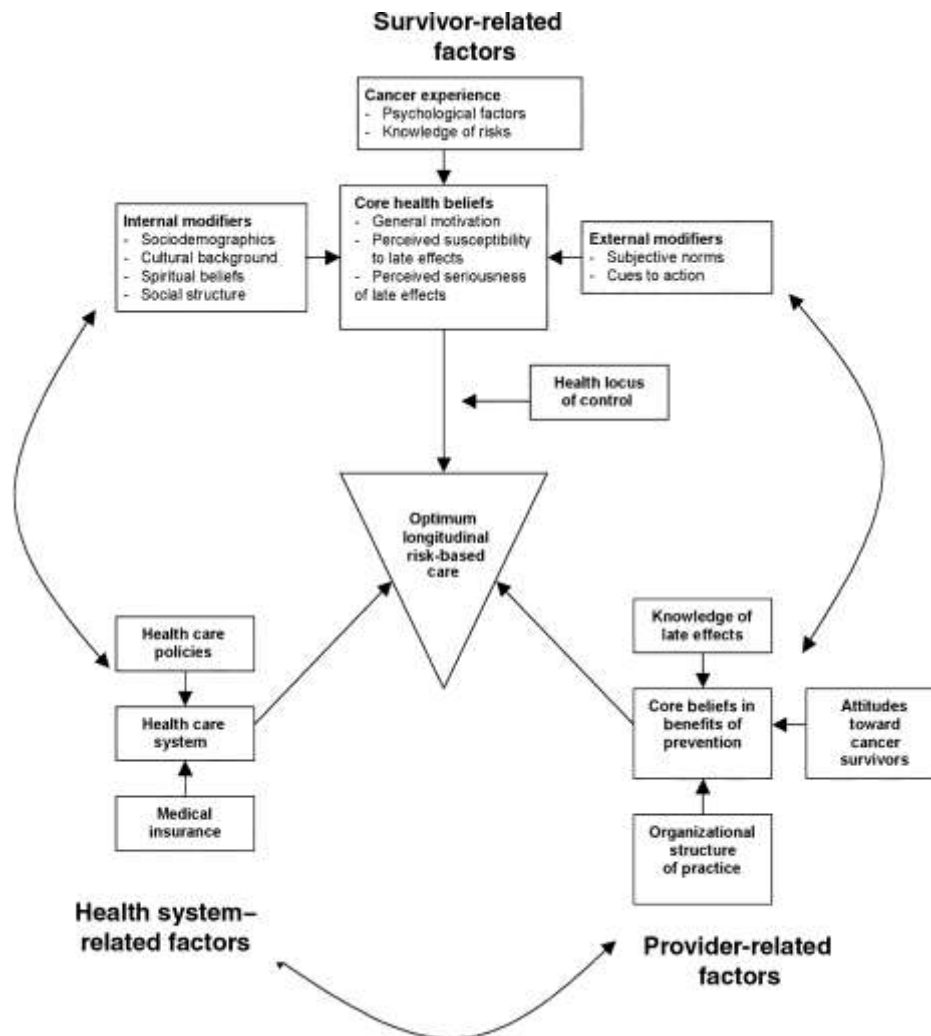 Survivor-related
factors
Cancer experience
- Psychological factors
- Knowledge of risks
Core health beliefs
- General motivation
- Perceived susceptibility
to late effects
- Perceived seriousness
of late effects
Internal modifiers
- Sociodemographics
- Cultural background
- Spiritual beliefs
- Social structure
External modifiers
- Subjective norms
- Cues to action
Health locus
of control
Optimum
longitudinal
risk-based
care
Health care
policies
Health care
system
Medical
insurance
Knowledge of
late effects
Core beliefs in
benefits of
prevention
Attitudes
toward
cancer
survivors
Organizational
structure
of practice
Health system–
related factors
Provider-related
factors